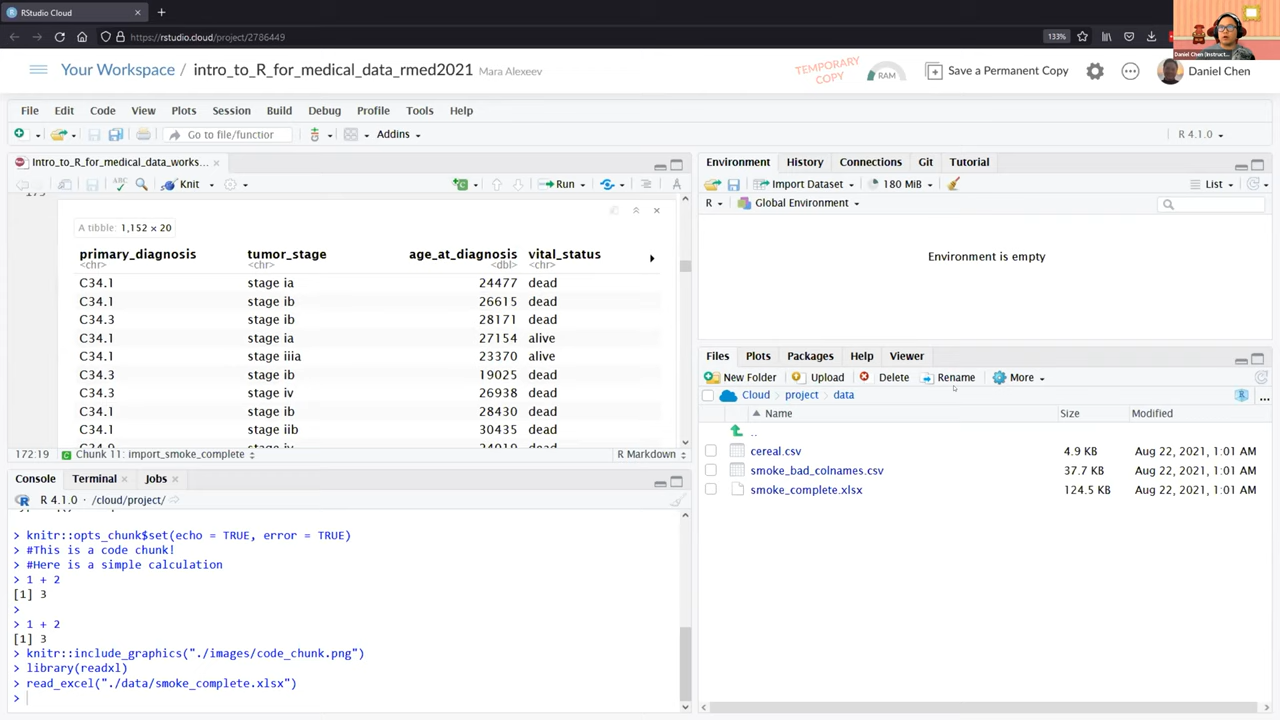 RStudio Cloud
https://rstudio.cloud/project/2786449
133%
Daniel Chen (Instruct...
Your Workspace / intro_to_R_for_medical_data_rmed2021 Mara Alexeev
TEMPORARY COPY
RAM
Save a Permanent Copy
Daniel Chen
File Edit Code View Plots Session Build Debug Profile Tools Help
Go to file/functior
Addins
R 4.1.0
Intro_to_R_for_medical_data_works...
Knit
Run
A tibble: 1,152 × 20
primary_diagnosis tumor_stage age_at_diagnosis vital_status
<chr> <chr> <dbl> <chr>
C34.1 stage ia 24477 dead
C34.1 stage ib 26615 dead
C34.3 stage ib 28171 dead
C34.1 stage ia 27154 alive
C34.1 stage iiia 23370 alive
C34.3 stage ib 19025 dead
C34.3 stage iv 26938 dead
C34.1 stage ib 28430 dead
C34.1 stage iib 30435 dead
172:19 Chunk 11: import_smoke_complete R Markdown
Console Terminal Jobs
R 4.1.0 · /cloud/project/
> knitr::opts_chunk$set(echo = TRUE, error = TRUE)
> #This is a code chunk!
> #Here is a simple calculation
> 1 + 2
[1] 3
>
> 1 + 2
[1] 3
> knitr::include_graphics("./images/code_chunk.png")
> library(readxl)
> read_excel("./data/smoke_complete.xlsx")
>
Environment History Connections Git Tutorial
Import Dataset 180 MiB List
R Global Environment
Environment is empty
Files Plots Packages Help Viewer
New Folder Upload Delete Rename More
Cloud project data ...
Name Size Modified
..
cereal.csv 4.9 KB Aug 22, 2021, 1:01 AM
smoke_bad_colnames.csv 37.7 KB Aug 22, 2021, 1:01 AM
smoke_complete.xlsx 124.5 KB Aug 22, 2021, 1:01 AM